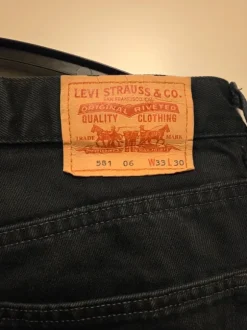 LEVI STRAUSS & CO.
SAN FRANCISCO, CAL.
ORIGINAL RIVETED
QUALITY CLOTHING
TRADE MARK
581 06 W33 L30